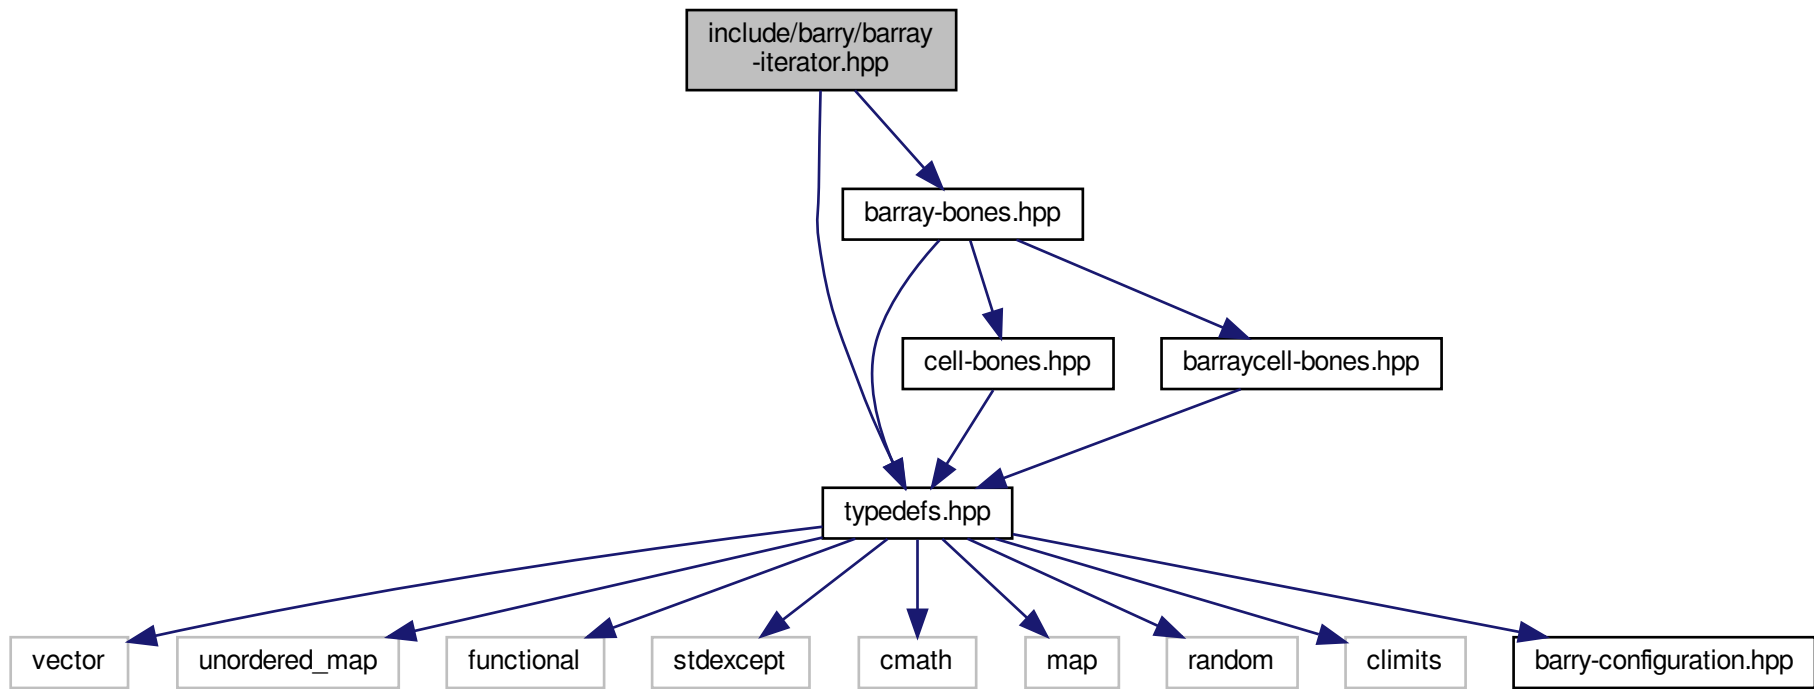 include/barry/barray
-iterator.hpp
barray-bones.hpp
cell-bones.hpp
barraycell-bones.hpp
typedefs.hpp
vector
unordered_map
functional
stdexcept
cmath
map
random
climits
barry-configuration.hpp